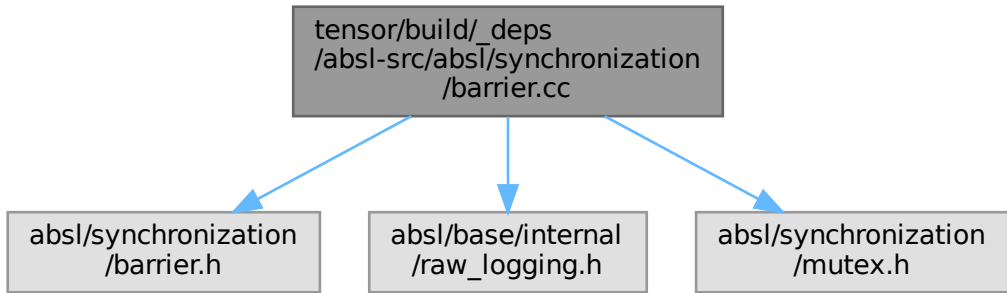 tensor/build/_deps
/absl-src/absl/synchronization
/barrier.cc
absl/synchronization
/barrier.h
absl/base/internal
/raw_logging.h
absl/synchronization
/mutex.h